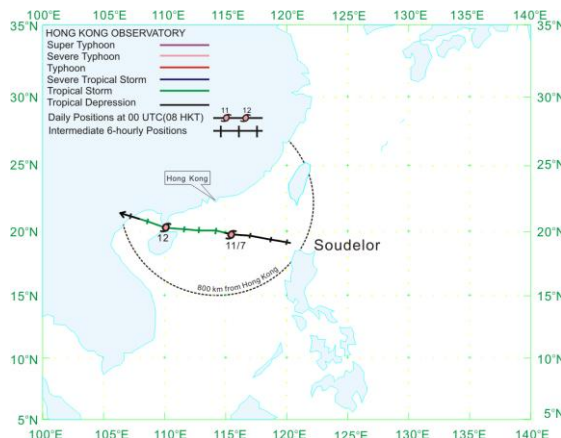 100°E 105°E 110°E 115°E 120°E 125°E 130°E 135°E 140°E
35°N 35°N
HONG KONG OBSERVATORY
Super Typhoon
Severe Typhoon
Typhoon
Severe Tropical Storm
Tropical Storm
Tropical Depression
11 12
Daily Positions at 00 UTC(08 HKT)
Intermediate 6-hourly Positions
30°N 30°N
25°N 25°N
Hong Kong
20°N 20°N
12
11/7
Soudelor
800 km from Hong Kong
15°N 15°N
10°N 10°N
5°N 5°N
100°E 105°E 110°E 115°E 120°E 125°E 130°E 135°E 140°E